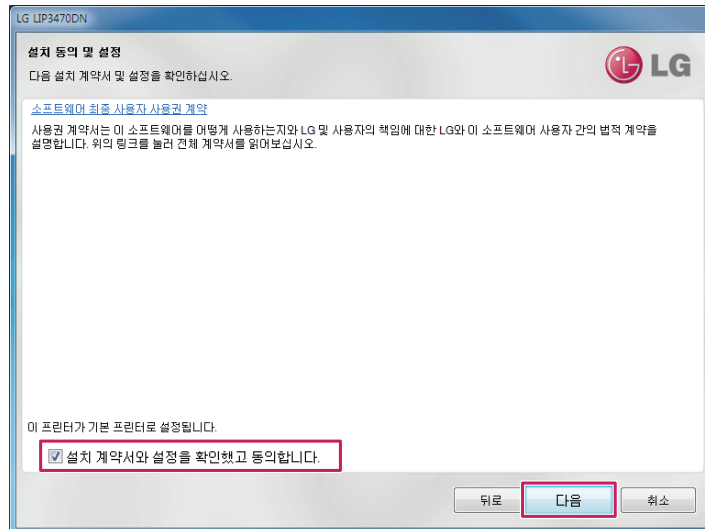 LG LIP3470DN
설치 동의 및 설정
다음 설치 계약서 및 설정을 확인하십시오.
LG
소프트웨어 최종 사용자 사용권 계약
사용권 계약서는 이 소프트웨어를 어떻게 사용하는지와 LG 및 사용자의 책임에 대한 LG와 이 소프트웨어 사용자 간의 법적 계약을
설명합니다. 위의 링크를 눌러 전체 계약서를 읽어보십시오.
이 프린터가 기본 프린터로 설정됩니다.
설치 계약서와 설정을 확인했고 동의합니다.
뒤로 다음 취소